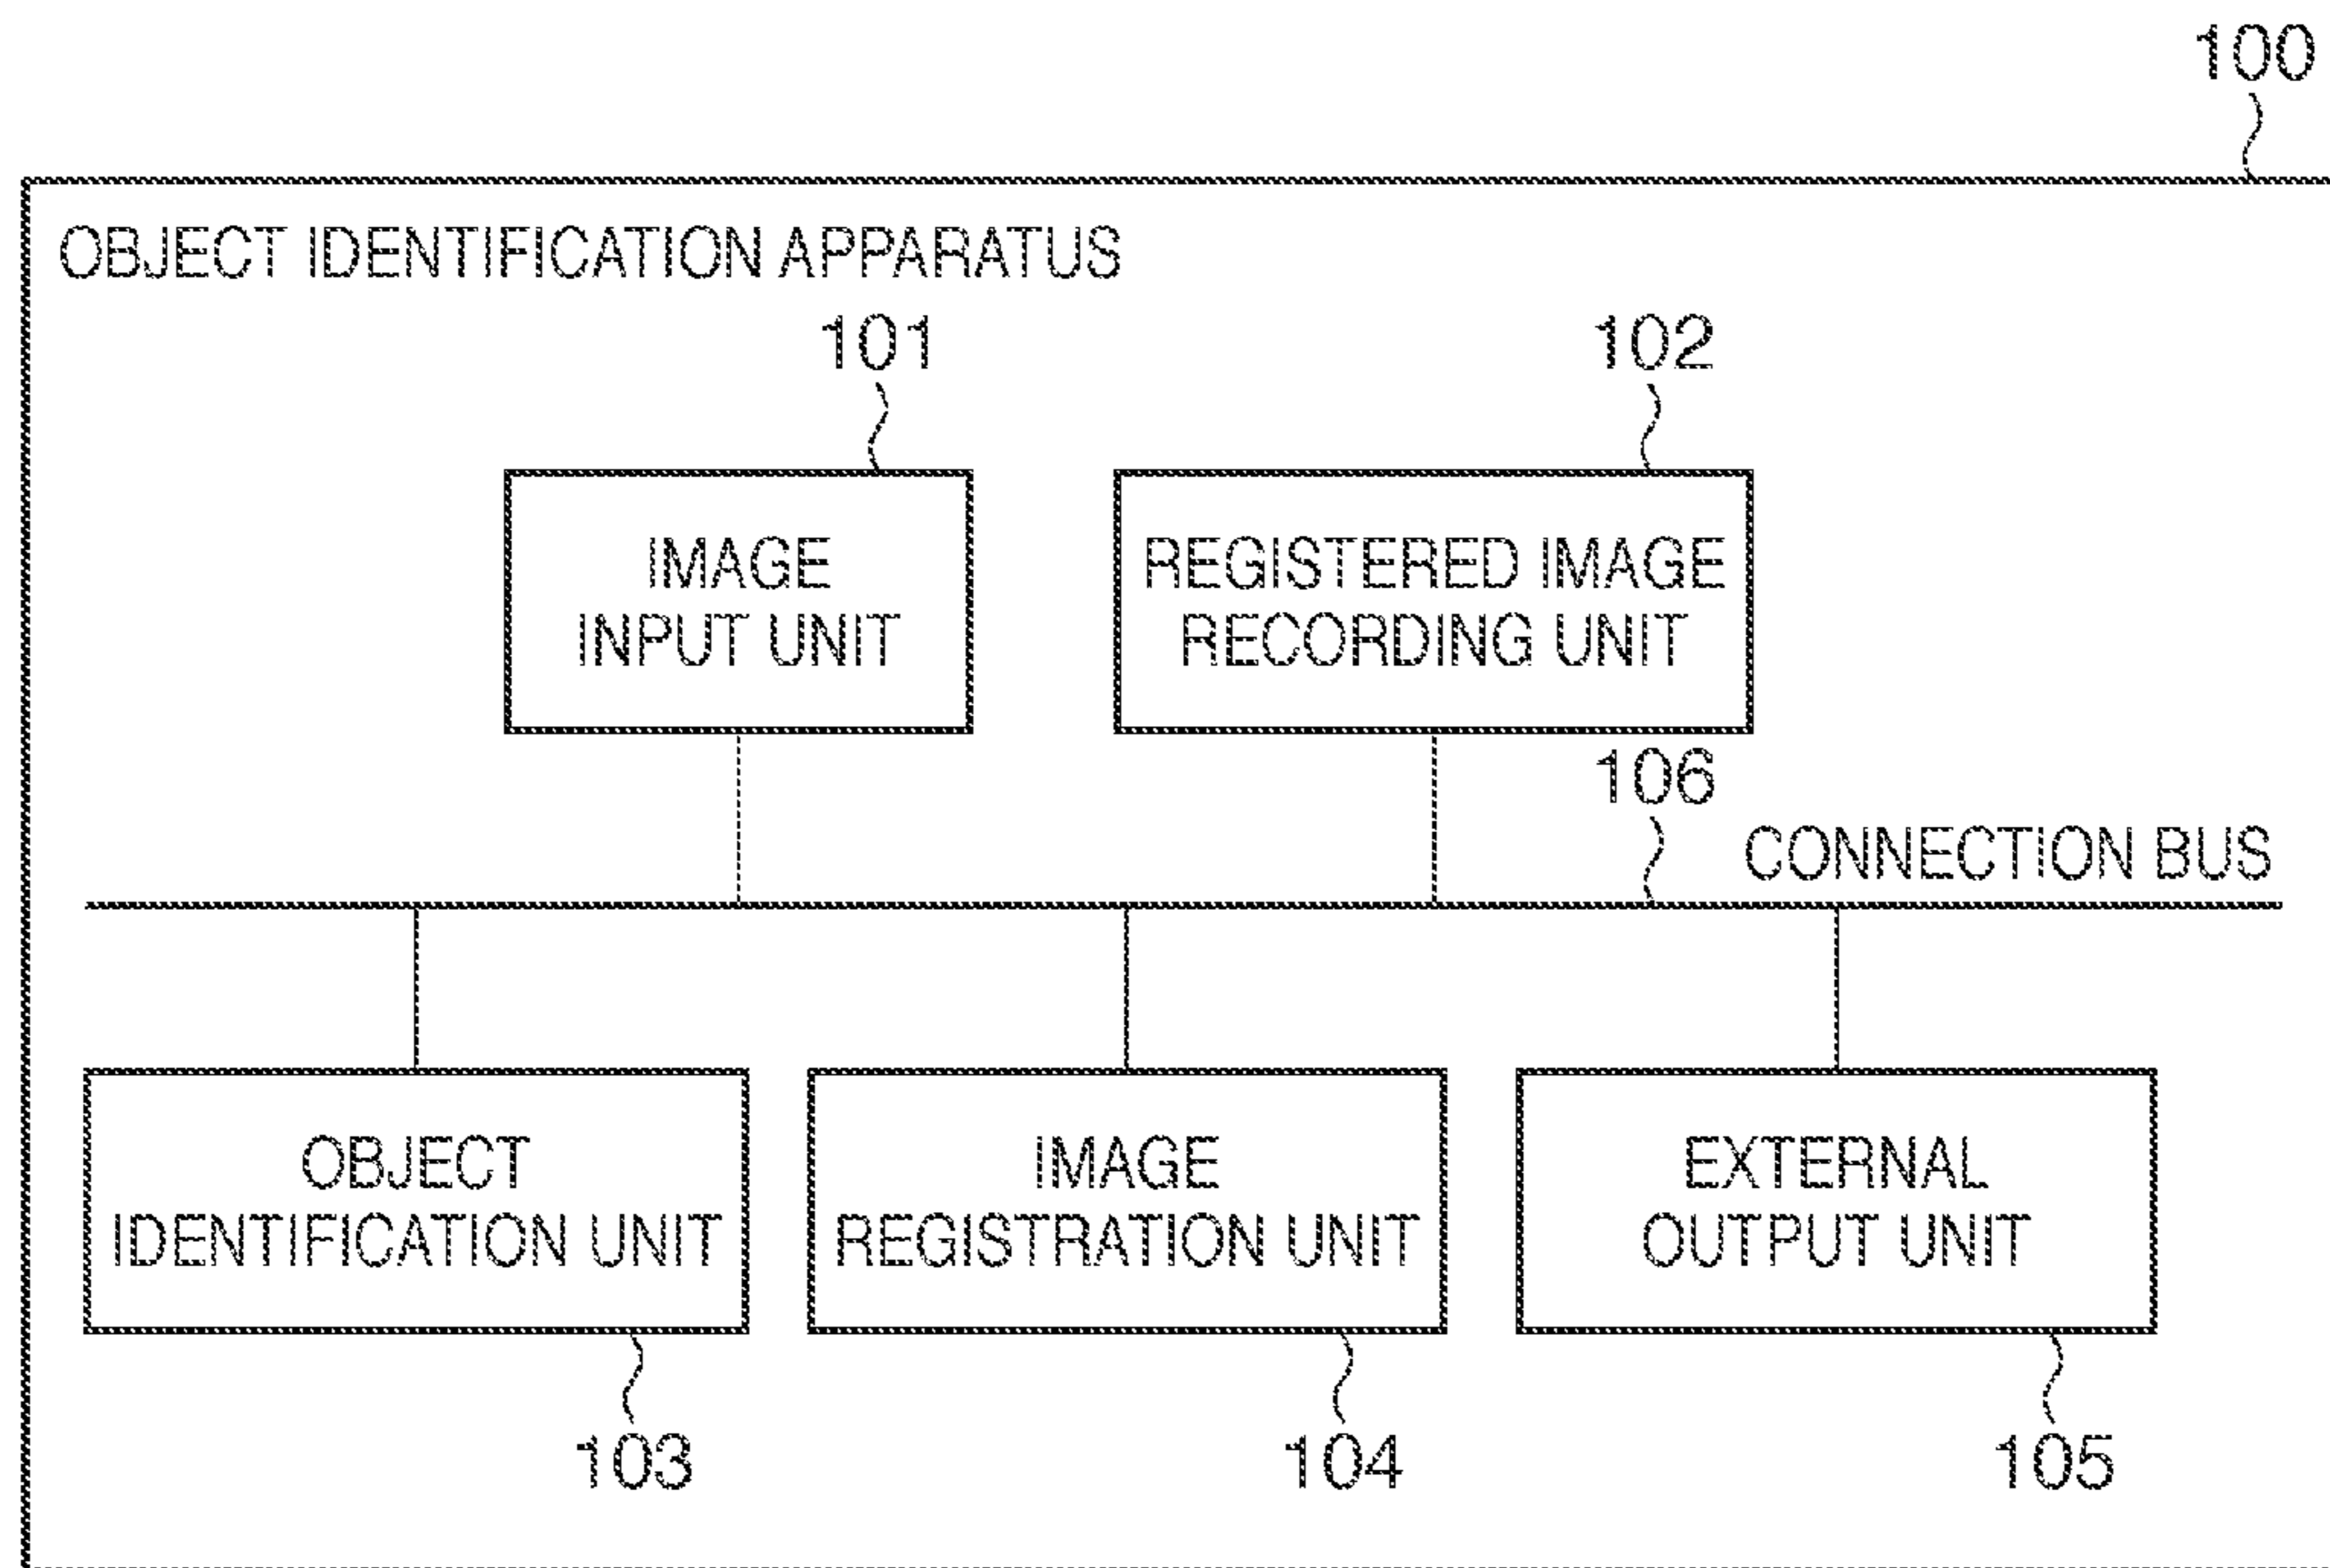 100
OBJECT IDENTIFICATION APPARATUS
101
102
IMAGE
INPUT UNIT
REGISTERED IMAGE
RECORDING UNIT
106
CONNECTION BUS
OBJECT
IDENTIFICATION UNIT
IMAGE
REGISTRATION UNIT
EXTERNAL
OUTPUT UNIT
103
104
105